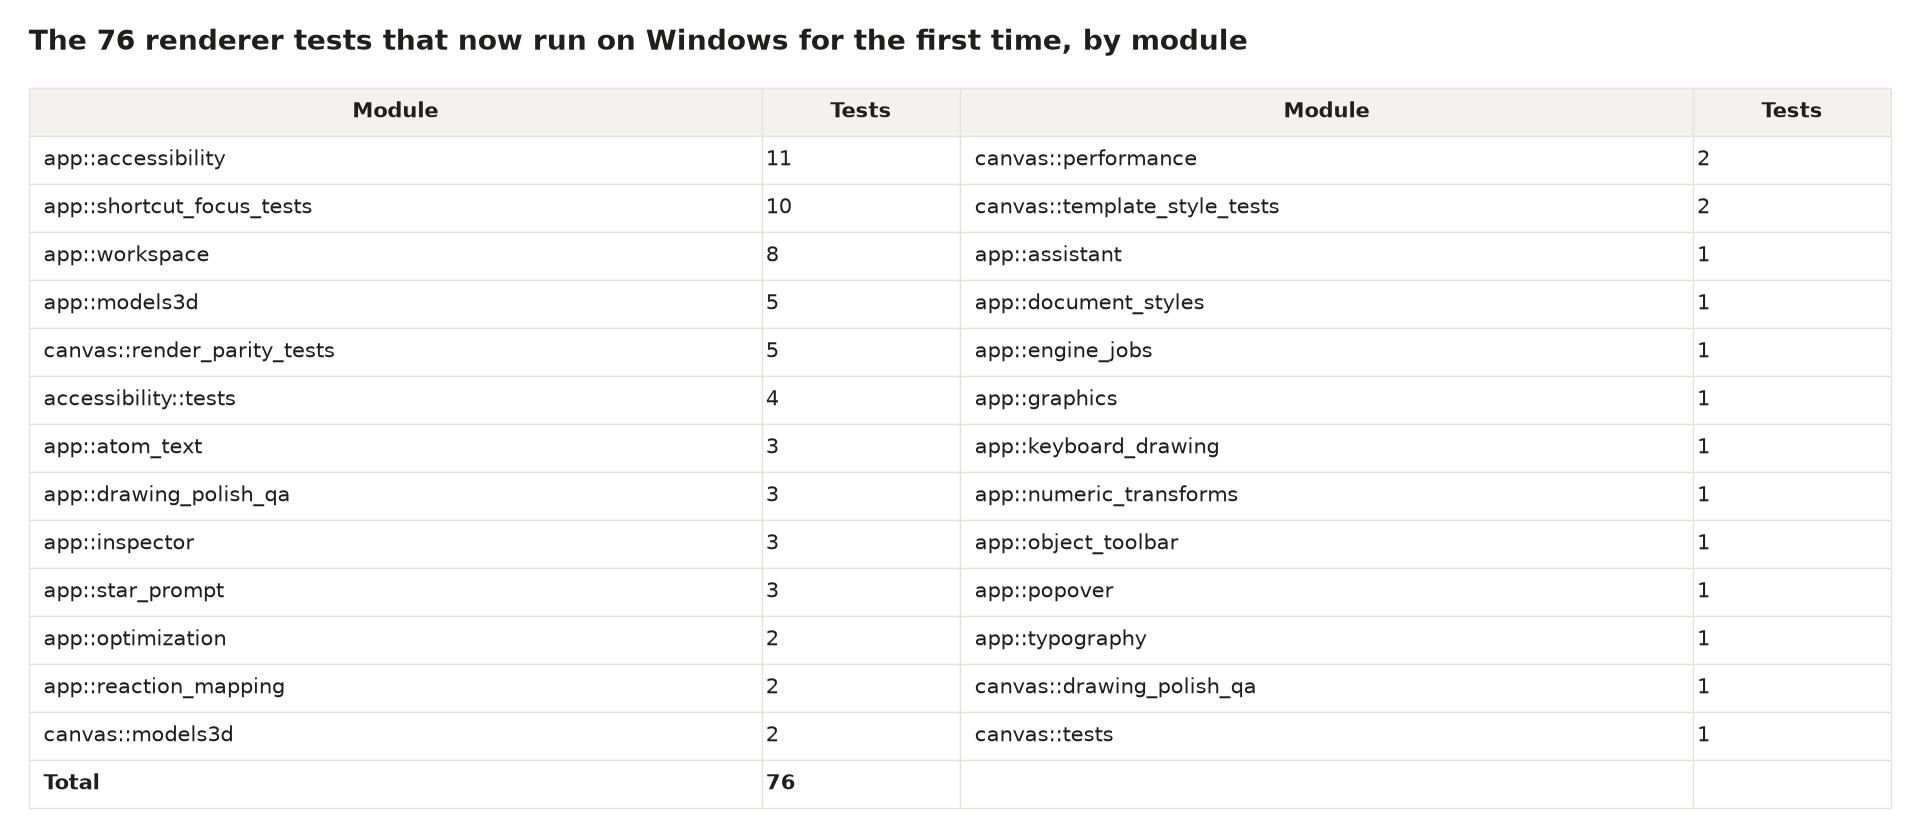 The 76 renderer tests that now run on Windows for the first time, by module
Module Tests Module Tests
app::accessibility 11 canvas::performance 2
app::shortcut_focus_tests 10 canvas::template_style_tests 2
app::workspace 8 app::assistant 1
app::models3d 5 app::document_styles 1
canvas::render_parity_tests 5 app::engine_jobs 1
accessibility::tests 4 app::graphics 1
app::atom_text 3 app::keyboard_drawing 1
app::drawing_polish_qa 3 app::numeric_transforms 1
app::inspector 3 app::object_toolbar 1
app::star_prompt 3 app::popover 1
app::optimization 2 app::typography 1
app::reaction_mapping 2 canvas::drawing_polish_qa 1
canvas::models3d 2 canvas::tests 1
Total 76